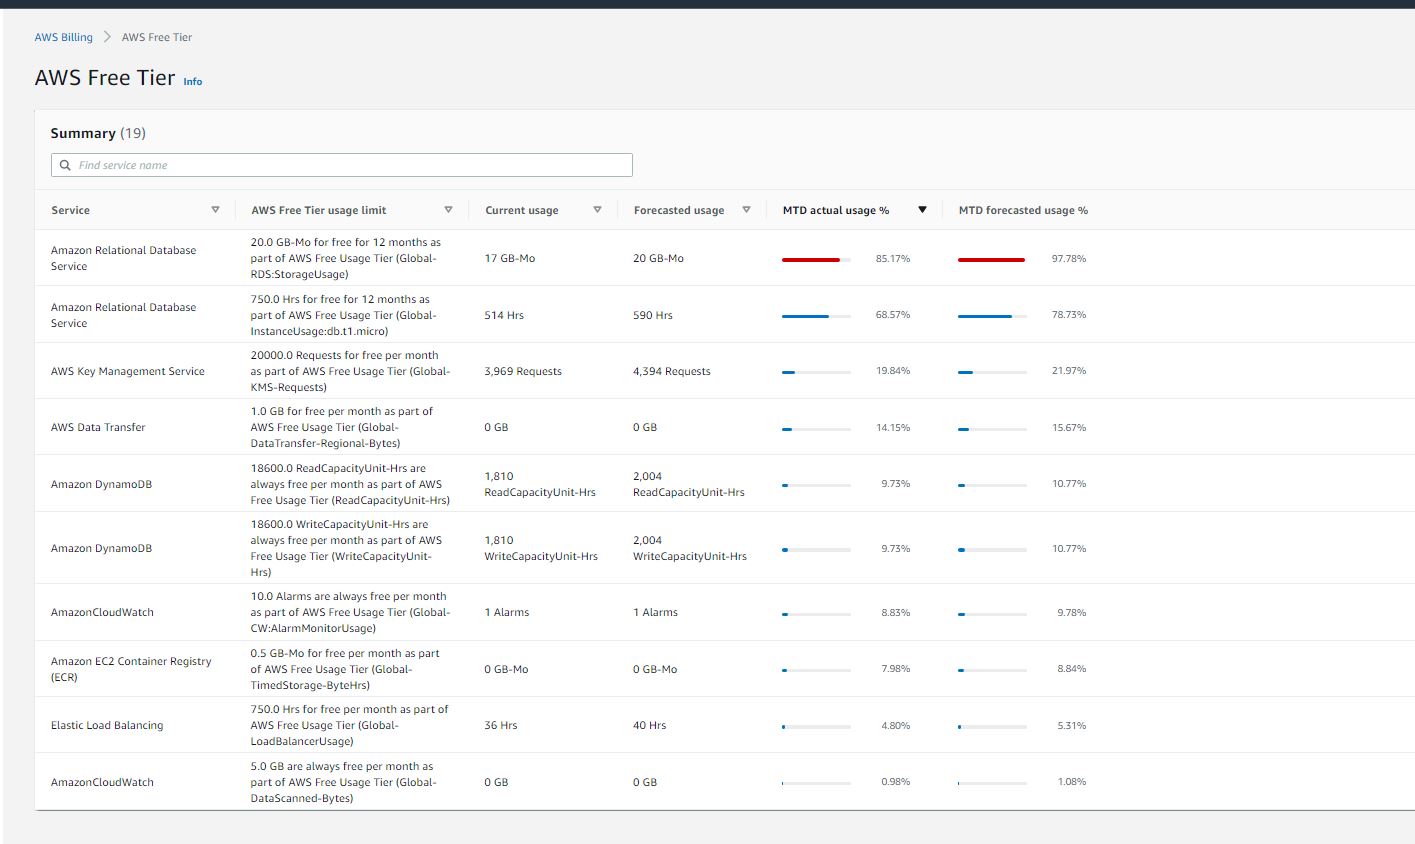 AWS Billing > AWS Free Tier
AWS Free Tier Info
Summary (19)
Find service name
Service AWS Free Tier usage limit Current usage Forecasted usage MTD actual usage % MTD forecasted usage %
Amazon Relational Database
Service
20.0 GB-Mo for free for 12 months as
part of AWS Free Usage Tier (Global-
RDS:StorageUsage)
17 GB-Mo
20 GB-Mo
85.17%
97.78%
Amazon Relational Database
Service
750.0 Hrs for free for 12 months as
part of AWS Free Usage Tier (Global-
InstanceUsage:db.t1.micro)
514 Hrs
590 Hrs
68.57%
78.73%
AWS Key Management Service
20000.0 Requests for free per month
as part of AWS Free Usage Tier (Global-
KMS-Requests)
3,969 Requests
4,394 Requests
19.84%
21.97%
AWS Data Transfer
1.0 GB for free per month as part of
AWS Free Usage Tier (Global-
DataTransfer-Regional-Bytes)
0 GB
0 GB
14.15%
15.67%
Amazon DynamoDB
18600.0 ReadCapacityUnit-Hrs are
always free per month as part of AWS
Free Usage Tier (ReadCapacityUnit-Hrs)
1,810
ReadCapacityUnit-Hrs
2,004
ReadCapacityUnit-Hrs
9.73%
10.77%
Amazon DynamoDB
18600.0 WriteCapacityUnit-Hrs are
always free per month as part of AWS
Free Usage Tier (WriteCapacityUnit-
Hrs)
1,810
WriteCapacityUnit-Hrs
2,004
WriteCapacityUnit-Hrs
9.73%
10.77%
AmazonCloudWatch
10.0 Alarms are always free per month
as part of AWS Free Usage Tier (Global-
CW:AlarmMonitorUsage)
1 Alarms
1 Alarms
8.83%
9.78%
Amazon EC2 Container Registry
(ECR)
0.5 GB-Mo for free per month as part
of AWS Free Usage Tier (Global-
TimedStorage-ByteHrs)
0 GB-Mo
0 GB-Mo
7.98%
8.84%
Elastic Load Balancing
750.0 Hrs for free per month as part of
AWS Free Usage Tier (Global-
LoadBalancerUsage)
36 Hrs
40 Hrs
4.80%
5.31%
AmazonCloudWatch
5.0 GB are always free per month as
part of AWS Free Usage Tier (Global-
DataScanned-Bytes)
0 GB
0 GB
0.98%
1.08%